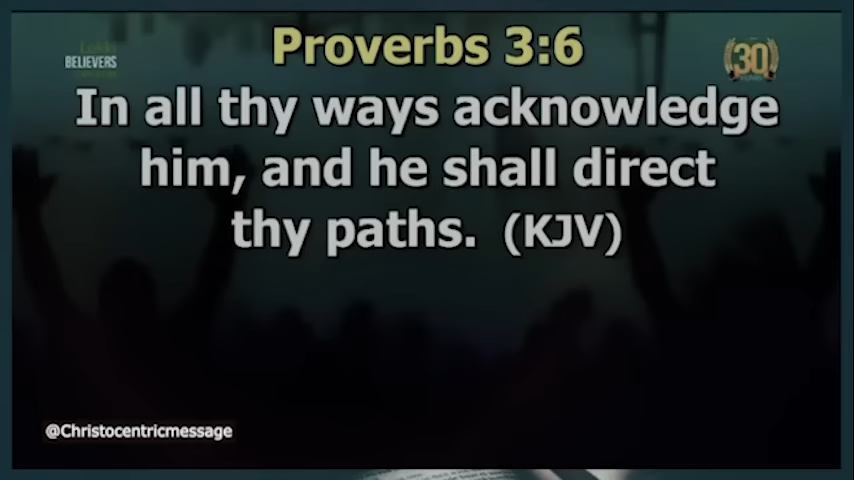 Proverbs 3:6
BELIEVERS
30
In all thy ways acknowledge
him, and he shall direct
thy paths. (KJV)
@Christocentricmessage